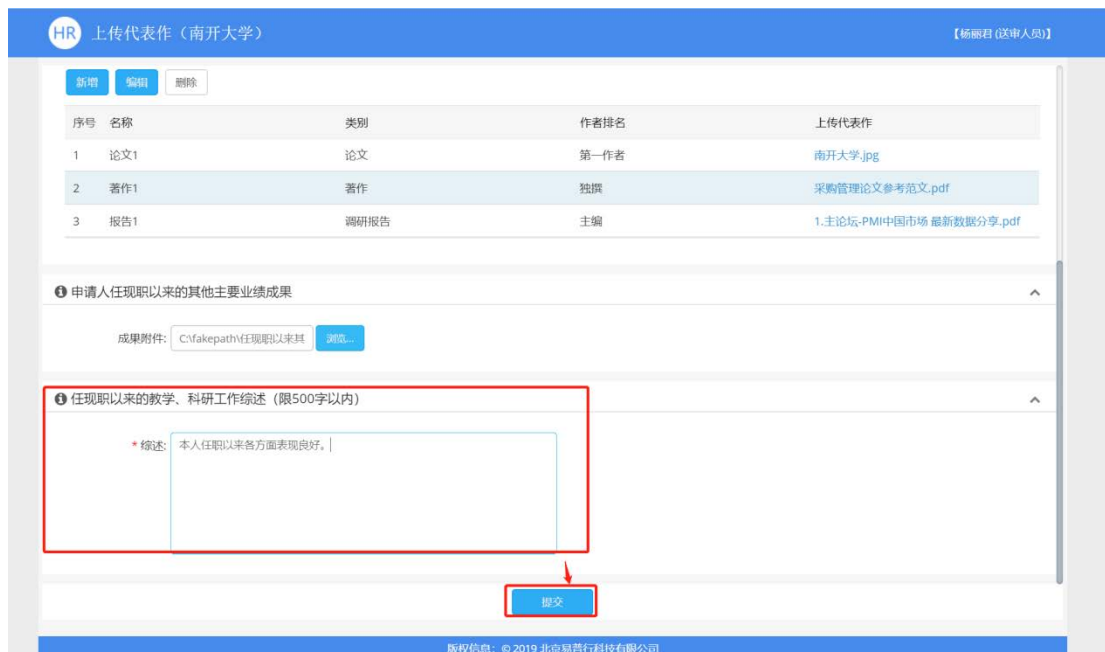 HR 上传代表作（南开大学） 【杨丽君(送审人员)】
新增 编辑 删除
序号 名称 类别 作者排名 上传代表作
1 论文1 论文 第一作者 南开大学.jpg
2 著作1 著作 独撰 采购管理论文参考范文.pdf
3 报告1 调研报告 主编 1.主论坛-PMI中国市场 最新数据分享.pdf
申请人任现职以来的其他主要业绩成果
成果附件: C:\fakepath\任现职以来其 浏览...
任现职以来的教学、科研工作综述（限500字以内）
* 综述: 本人任职以来各方面表现良好。
提交
版权信息：© 2019 北京易普行科技有限公司